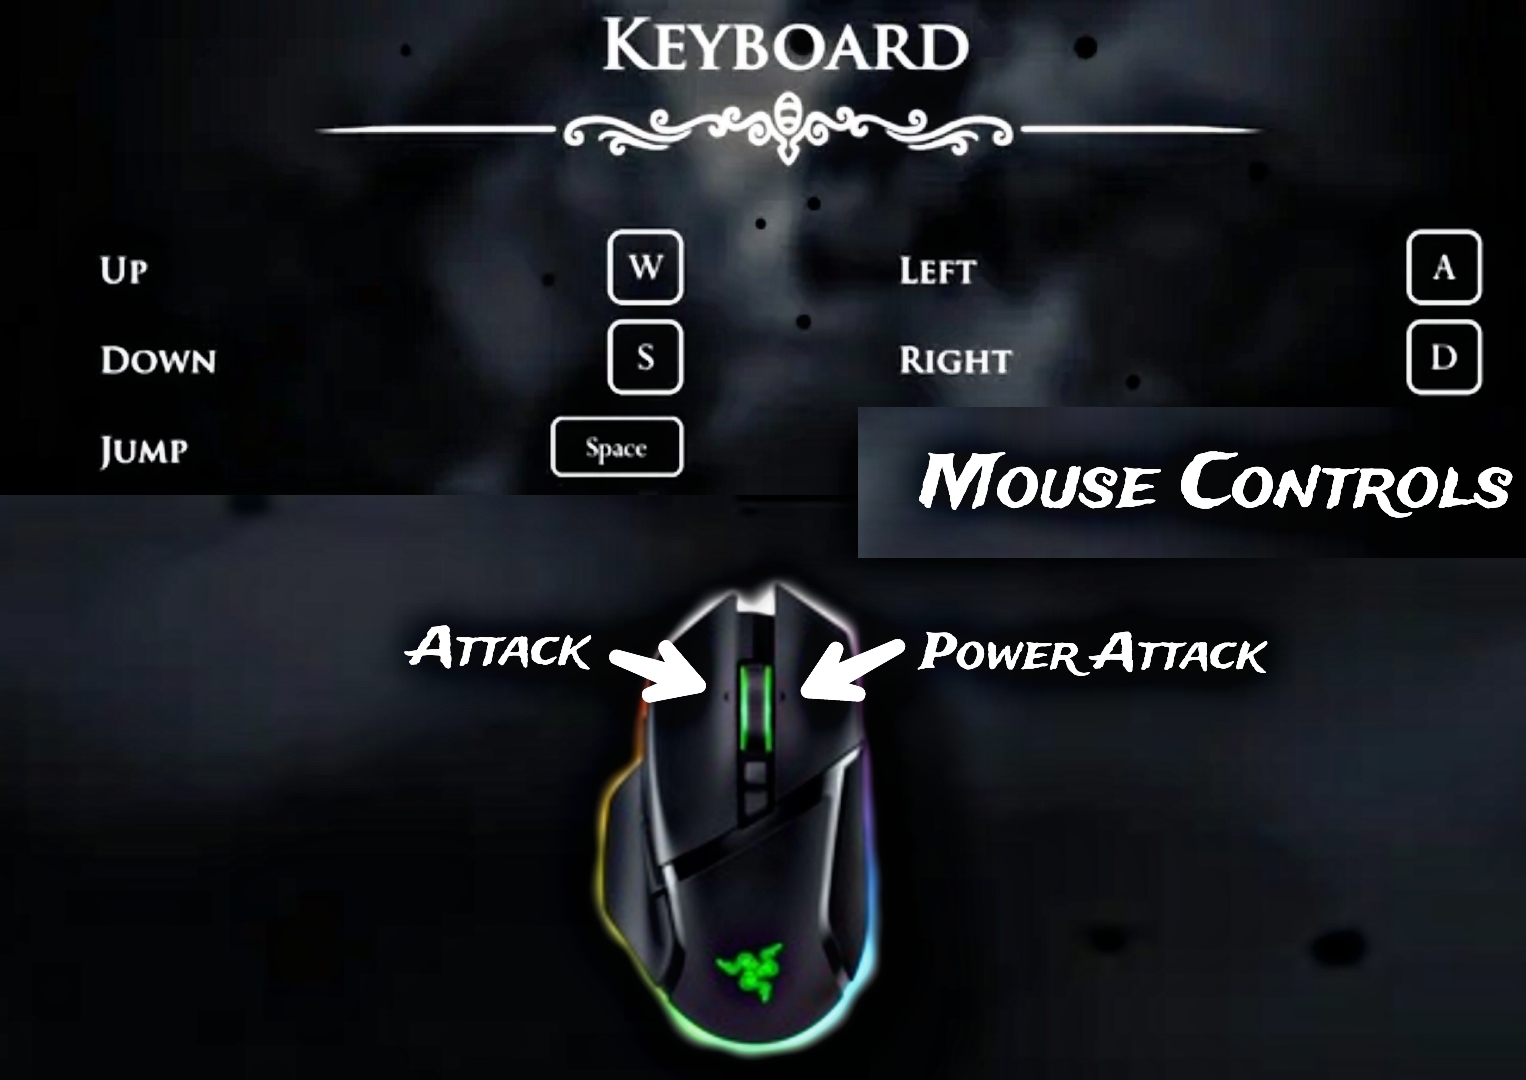 KEYBOARD
UP W
LEFT A
DOWN S
RIGHT D
JUMP Space
MOUSE CONTROLS
ATTACK
POWER ATTACK